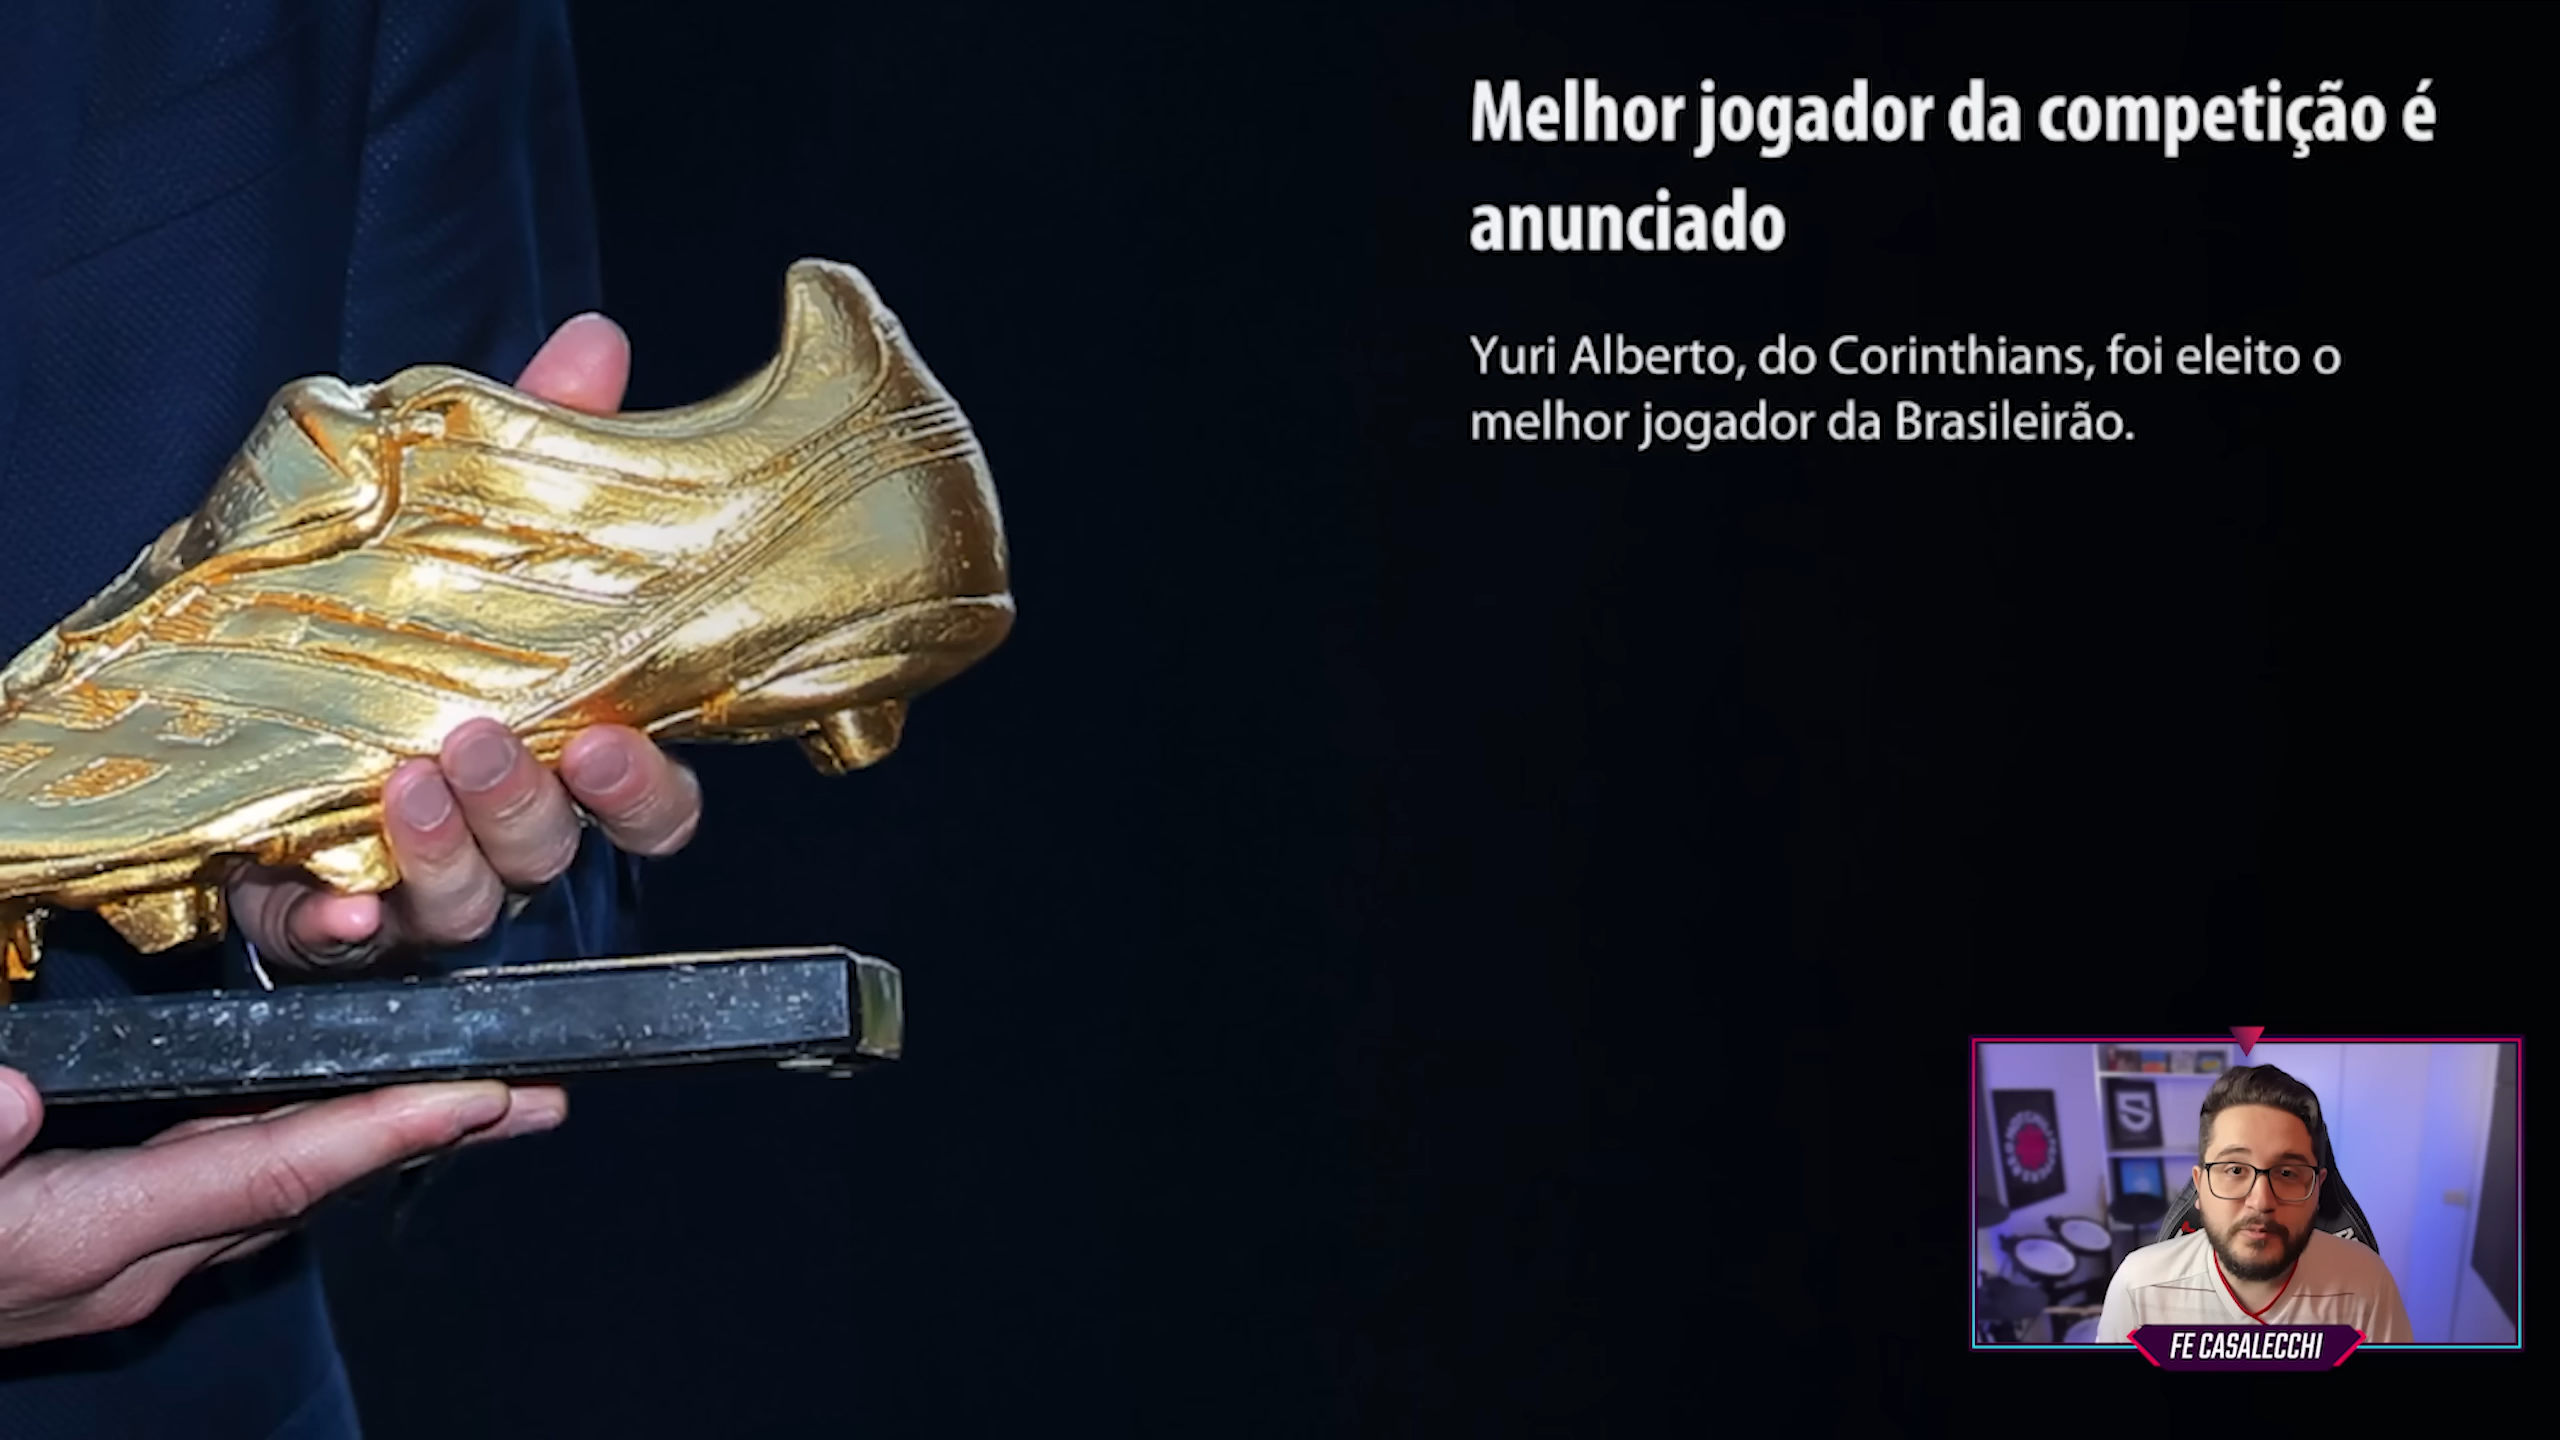 Melhor jogador da competição é
anunciado
Yuri Alberto, do Corinthians, foi eleito o
melhor jogador da Brasileirão.
FE CASALECCHI